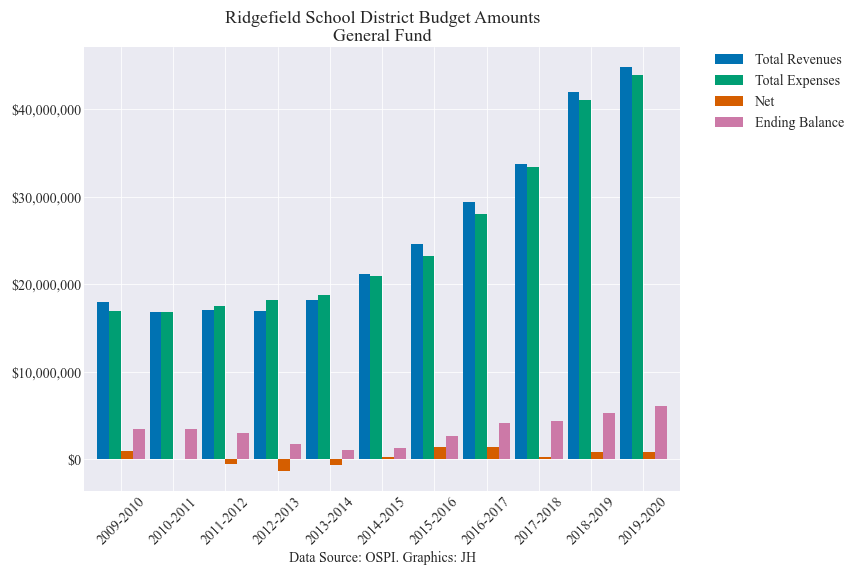 Ridgefield School District Budget Amounts
General Fund
Total Revenues
Total Expenses
Net
Ending Balance
$40,000,000
$30,000,000
$20,000,000
$10,000,000
$0
2009-2010
2010-2011
2011-2012
2012-2013
2013-2014
2014-2015
2015-2016
2016-2017
2017-2018
2018-2019
2019-2020
Data Source: OSPI. Graphics: JH